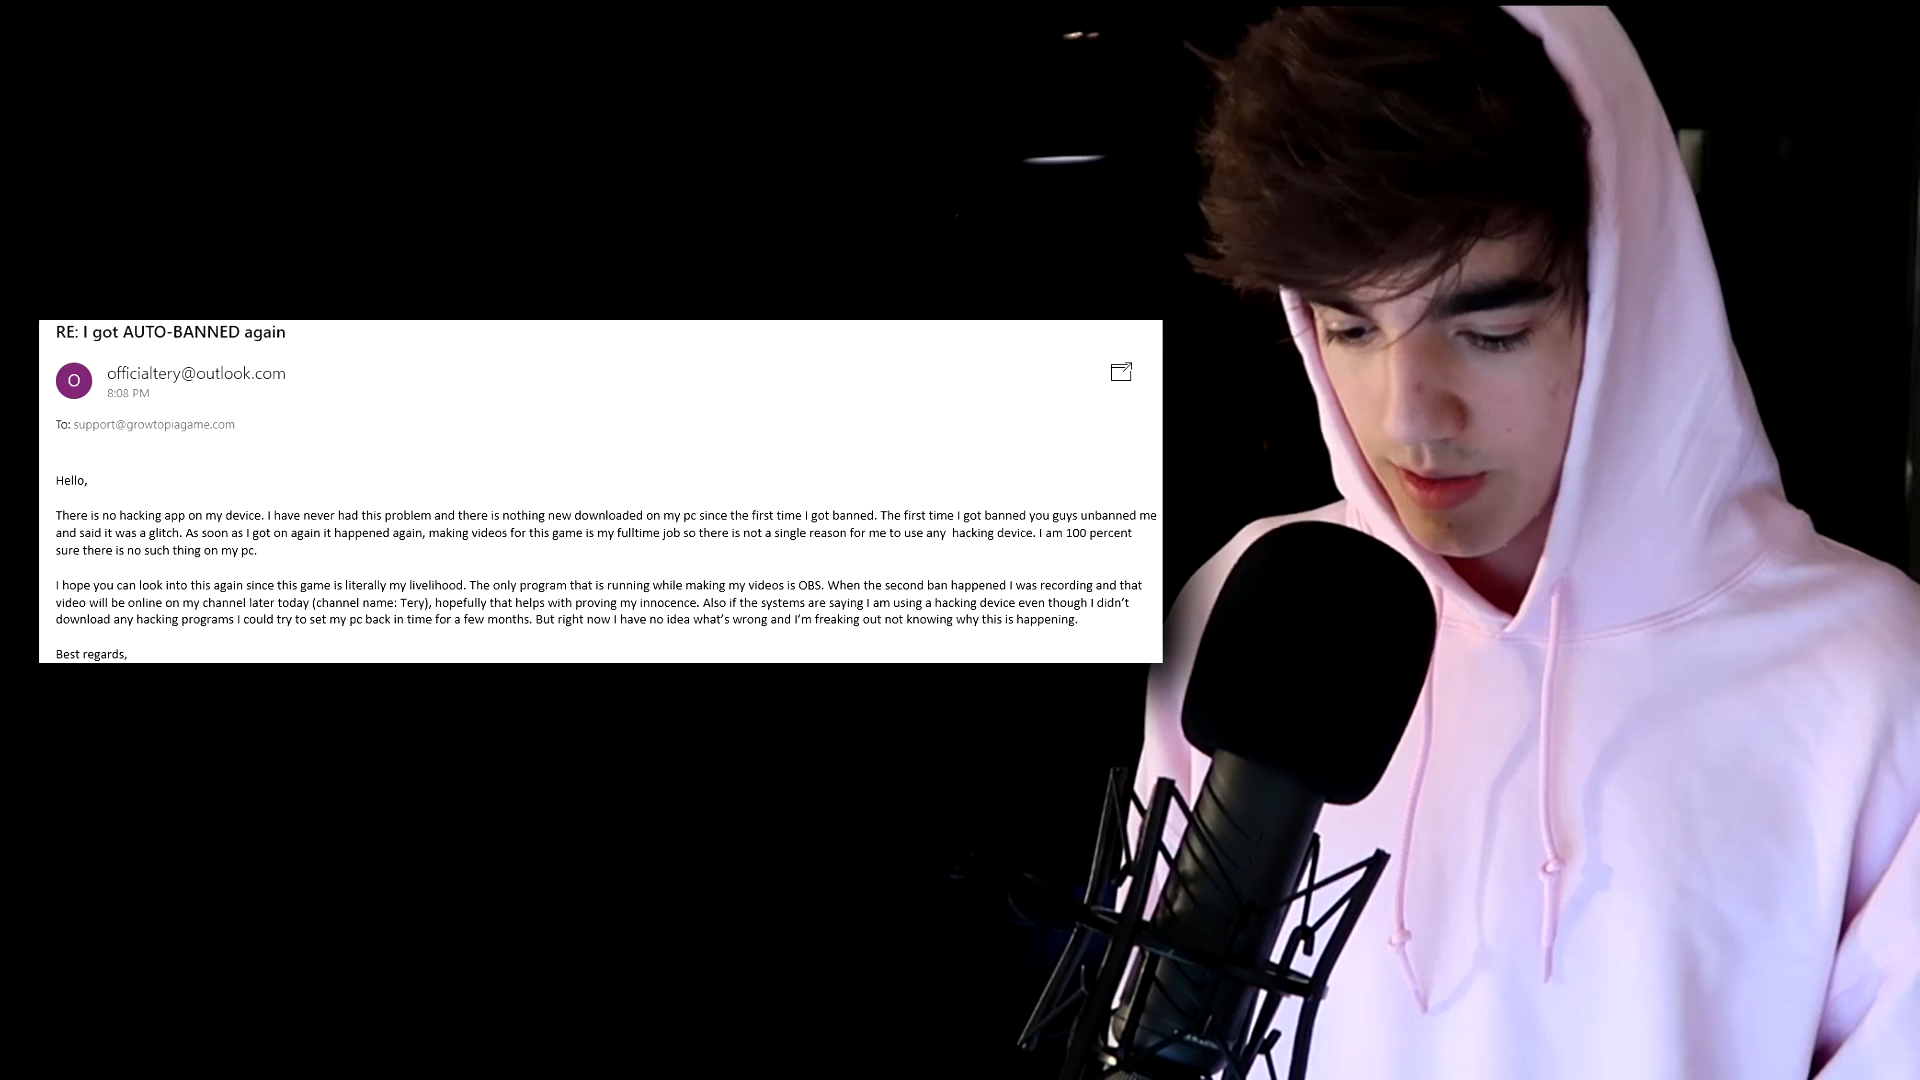 RE: I got AUTO-BANNED again
O
officialtery@outlook.com
8:08 PM
To: support@growtopiagame.com
Hello,
There is no hacking app on my device. I have never had this problem and there is nothing new downloaded on my pc since the first time I got banned. The first time I got banned you guys unbanned me
and said it was a glitch. As soon as I got on again it happened again, making videos for this game is my fulltime job so there is not a single reason for me to use any  hacking device. I am 100 percent
sure there is no such thing on my pc.
I hope you can look into this again since this game is literally my livelihood. The only program that is running while making my videos is OBS. When the second ban happened I was recording and that
video will be online on my channel later today (channel name: Tery), hopefully that helps with proving my innocence. Also if the systems are saying I am using a hacking device even though I didn’t
download any hacking programs I could try to set my pc back in time for a few months. But right now I have no idea what’s wrong and I’m freaking out not knowing why this is happening.
Best regards,